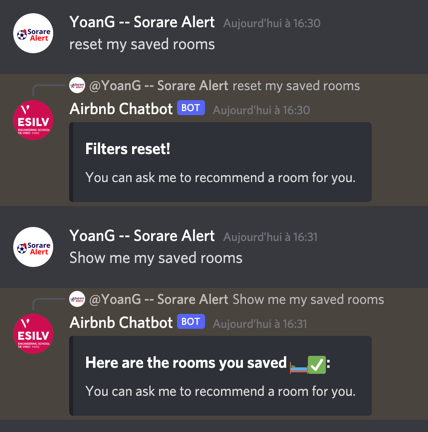 YoanG -- Sorare Alert Aujourd'hui à 16:30
reset my saved rooms
@YoanG -- Sorare Alert reset my saved rooms
Airbnb Chatbot BOT Aujourd'hui à 16:30
Filters reset!
You can ask me to recommend a room for you.
YoanG -- Sorare Alert Aujourd'hui à 16:31
Show me my saved rooms
@YoanG -- Sorare Alert Show me my saved rooms
Airbnb Chatbot BOT Aujourd'hui à 16:31
Here are the rooms you saved 🛏️✅:
You can ask me to recommend a room for you.
Sorare
Alert
ESILV
Sorare
Alert
ESILV